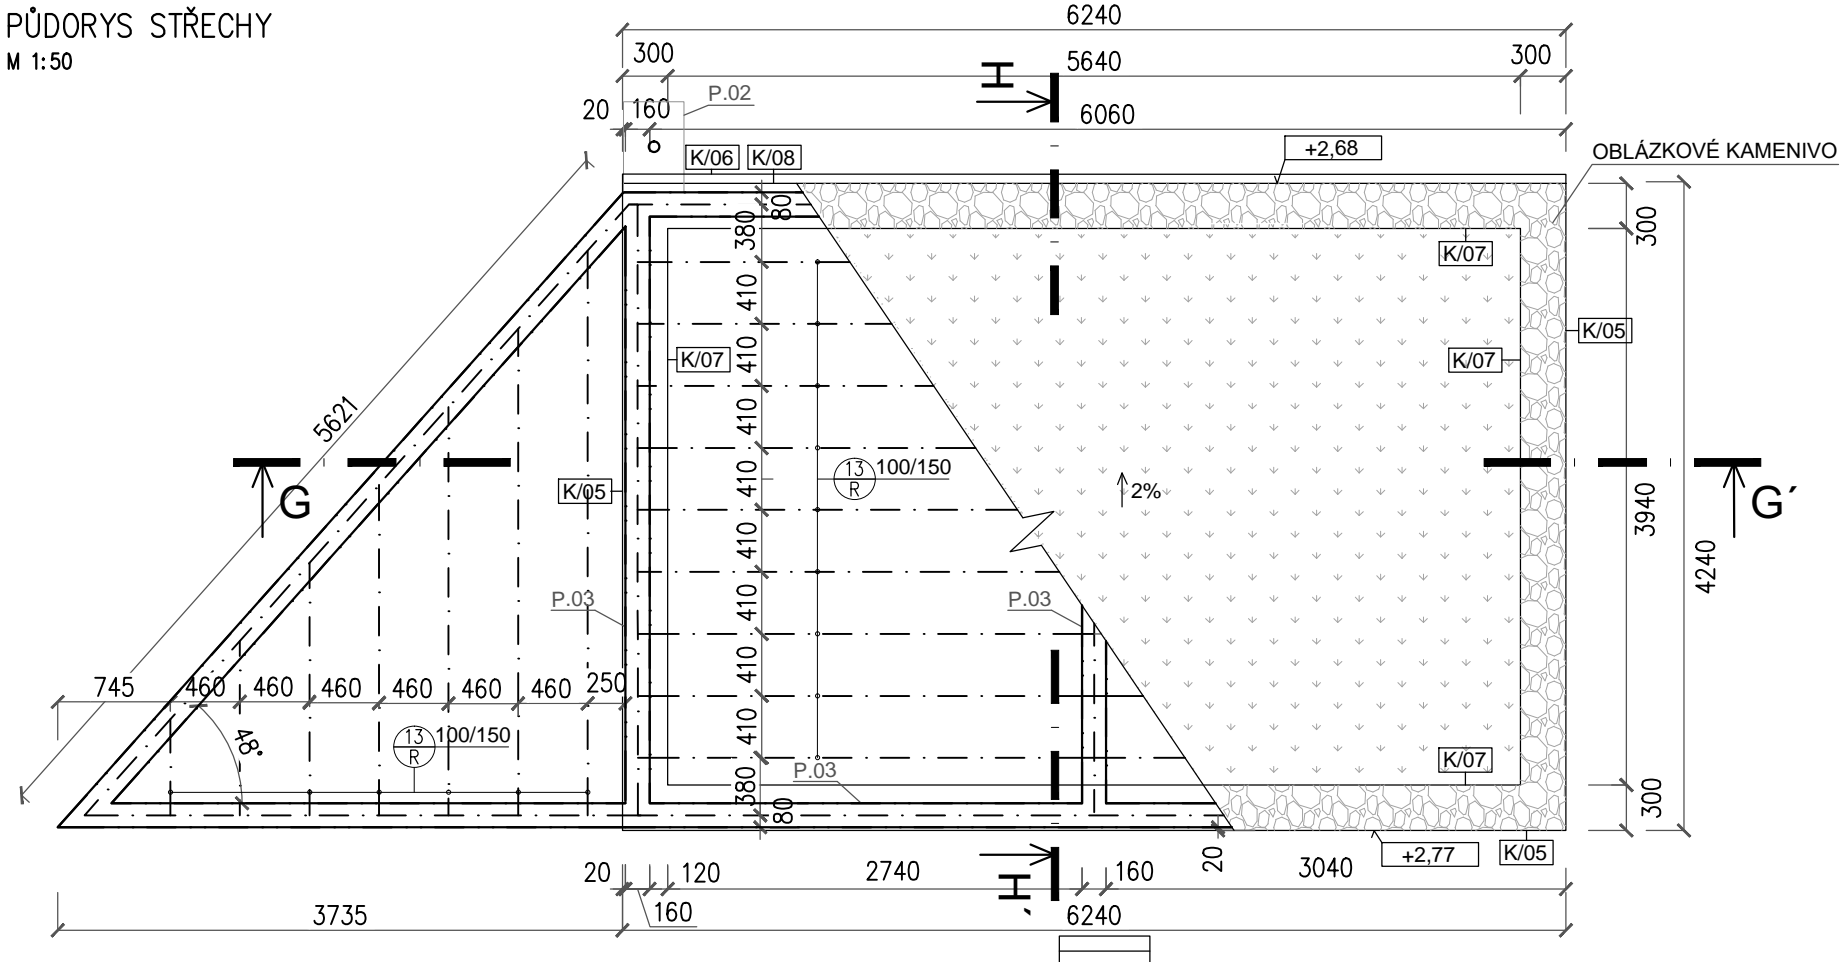 PŮDORYS STŘECHY
M 1:50
6240
300
5640
300
H
P.02
20
160
6060
K/06
K/08
+2,68
OBLÁZKOVÉ KAMENIVO
80
380
300
K/07
410
410
K/07
K/07
K/05
5621
410
13
R
100/150
410
G
K/05
2%
G´
3940
410
4240
P.03
410
P.03
410
745
460
460
460
460
460
460
250
410
48°
13
R
100/150
P.03
380
80
K/07
300
+2,77
K/05
20
20
120
2740
160
3040
H´
3735
160
6240